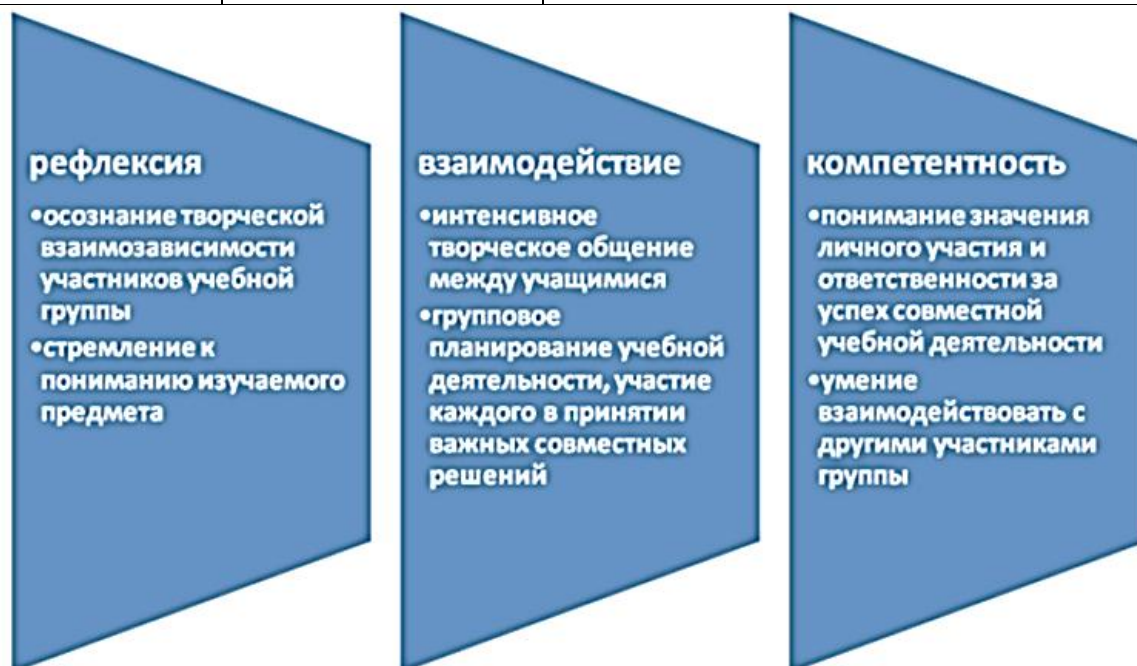 рефлексия
•осознание творческой
взаимозависимости
участников учебной
группы
•стремление к
пониманию изучаемого
предмета
взаимодействие
•интенсивное
творческое общение
между учащимися
•групповое
планирование учебной
деятельности, участие
каждого в принятии
важных совместных
решений
компетентность
•понимание значения
личного участия и
ответственности за
успех совместной
учебной деятельности
•умение
взаимодействовать с
другими участниками
группы